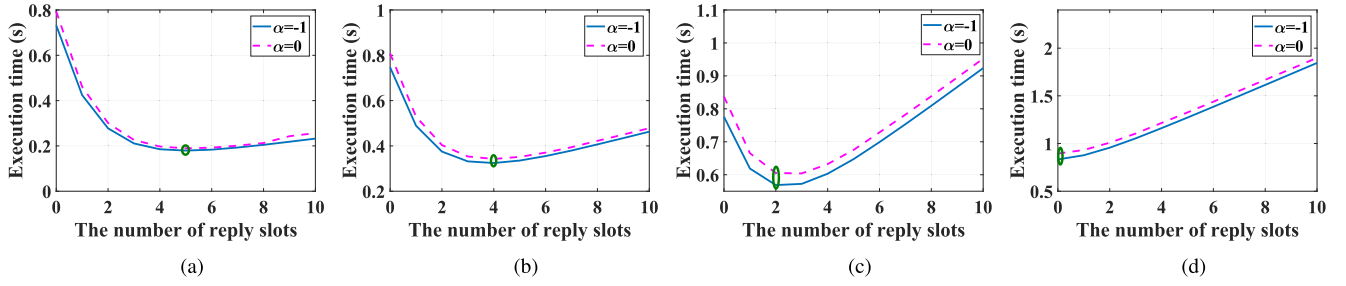 0.8
0.6
0.4
0.2
0
0 2 4 6 8 10
Execution time (s)
The number of reply slots
α=-1
α=0
(a)
1
0.8
0.6
0.4
0.2
0 2 4 6 8 10
Execution time (s)
The number of reply slots
α=-1
α=0
(b)
1.1
1
0.9
0.8
0.7
0.6
0 2 4 6 8 10
Execution time (s)
The number of reply slots
α=-1
α=0
(c)
2
1.5
1
0.5
0 2 4 6 8 10
Execution time (s)
The number of reply slots
α=-1
α=0
(d)